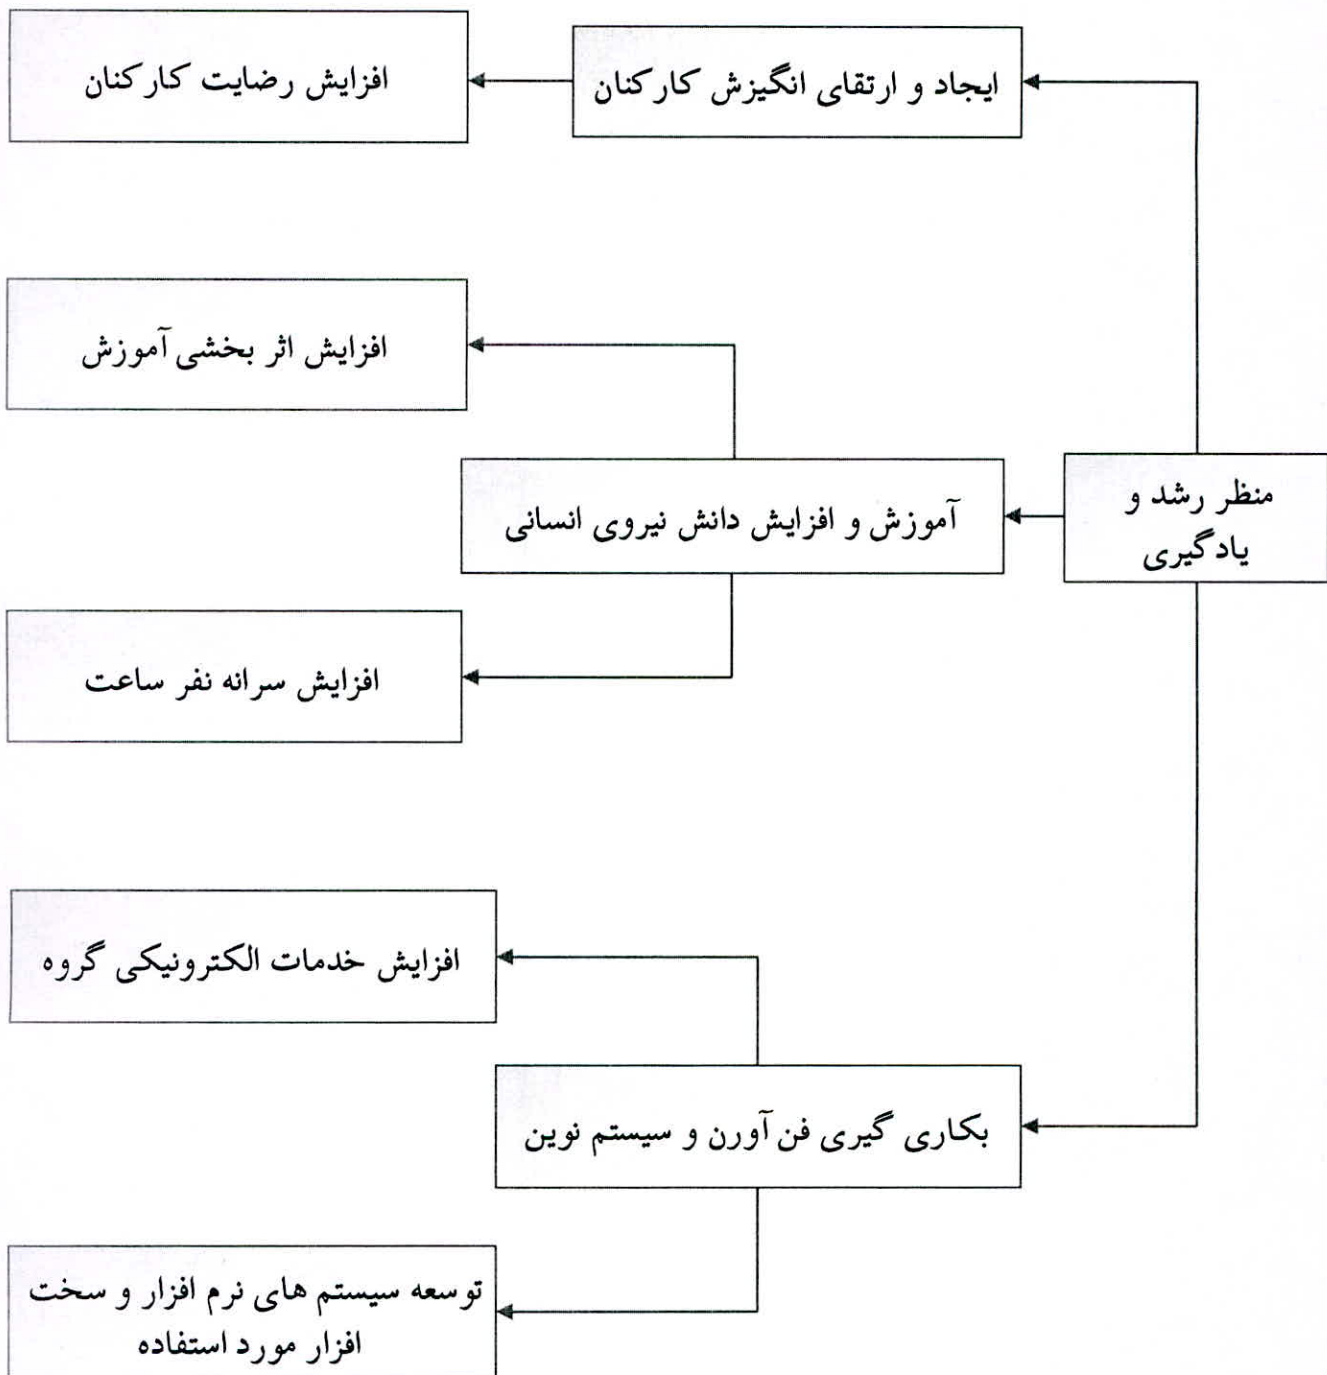 ایجاد و ارتقای انگیزش کارکنان
افزایش رضایت کارکنان
افزایش اثر بخشی آموزش
منظر رشد و
یادگیری
آموزش و افزایش دانش نیروی انسانی
افزایش سرانه نفر ساعت
افزایش خدمات الکترونیکی گروه
بکاری گیری فن آورن و سیستم نوین
توسعه سیستم های نرم افزار و سخت
افزار مورد استفاده